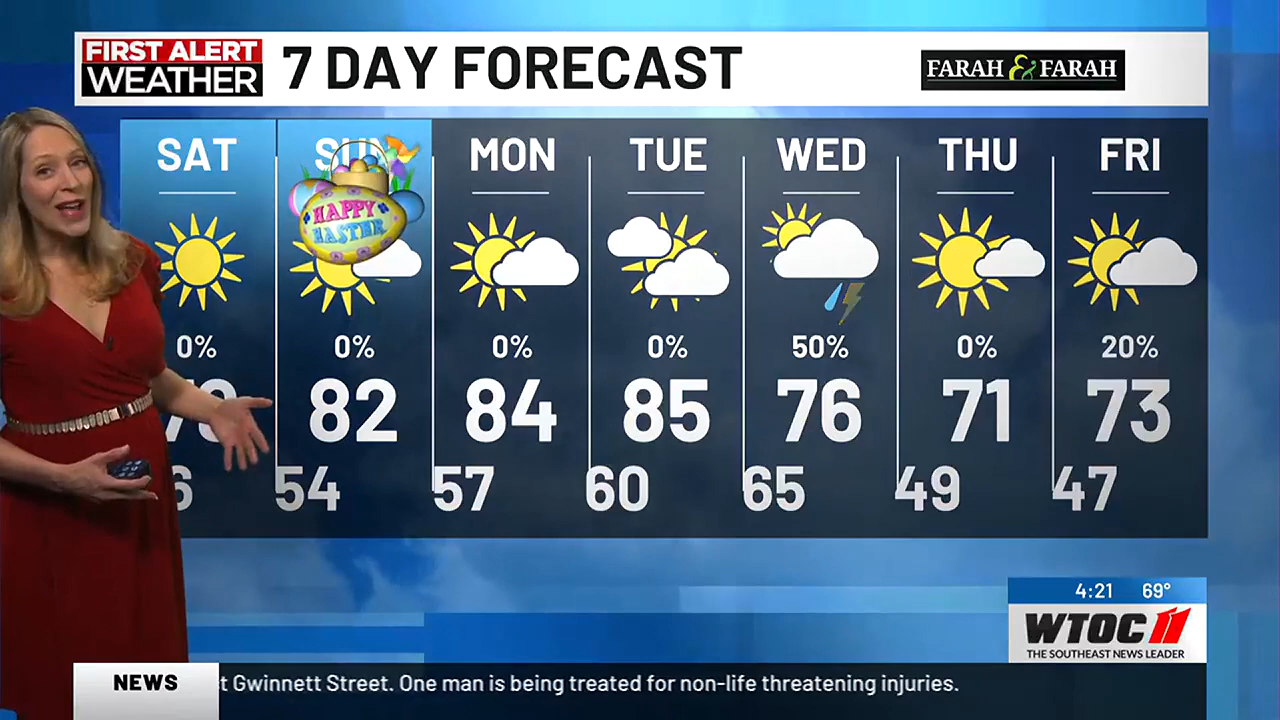 FIRST ALERT
WEATHER
7 DAY FORECAST
FARAH & FARAH
SAT SUN MON TUE WED THU FRI
HAPPY
EASTER
0% 0% 0% 0% 50% 0% 20%
82 84 85 76 71 73
54 57 60 65 49 47
4:21 69°
WTOC 11
THE SOUTHEAST NEWS LEADER
NEWS
Gwinnett Street. One man is being treated for non-life threatening injuries.